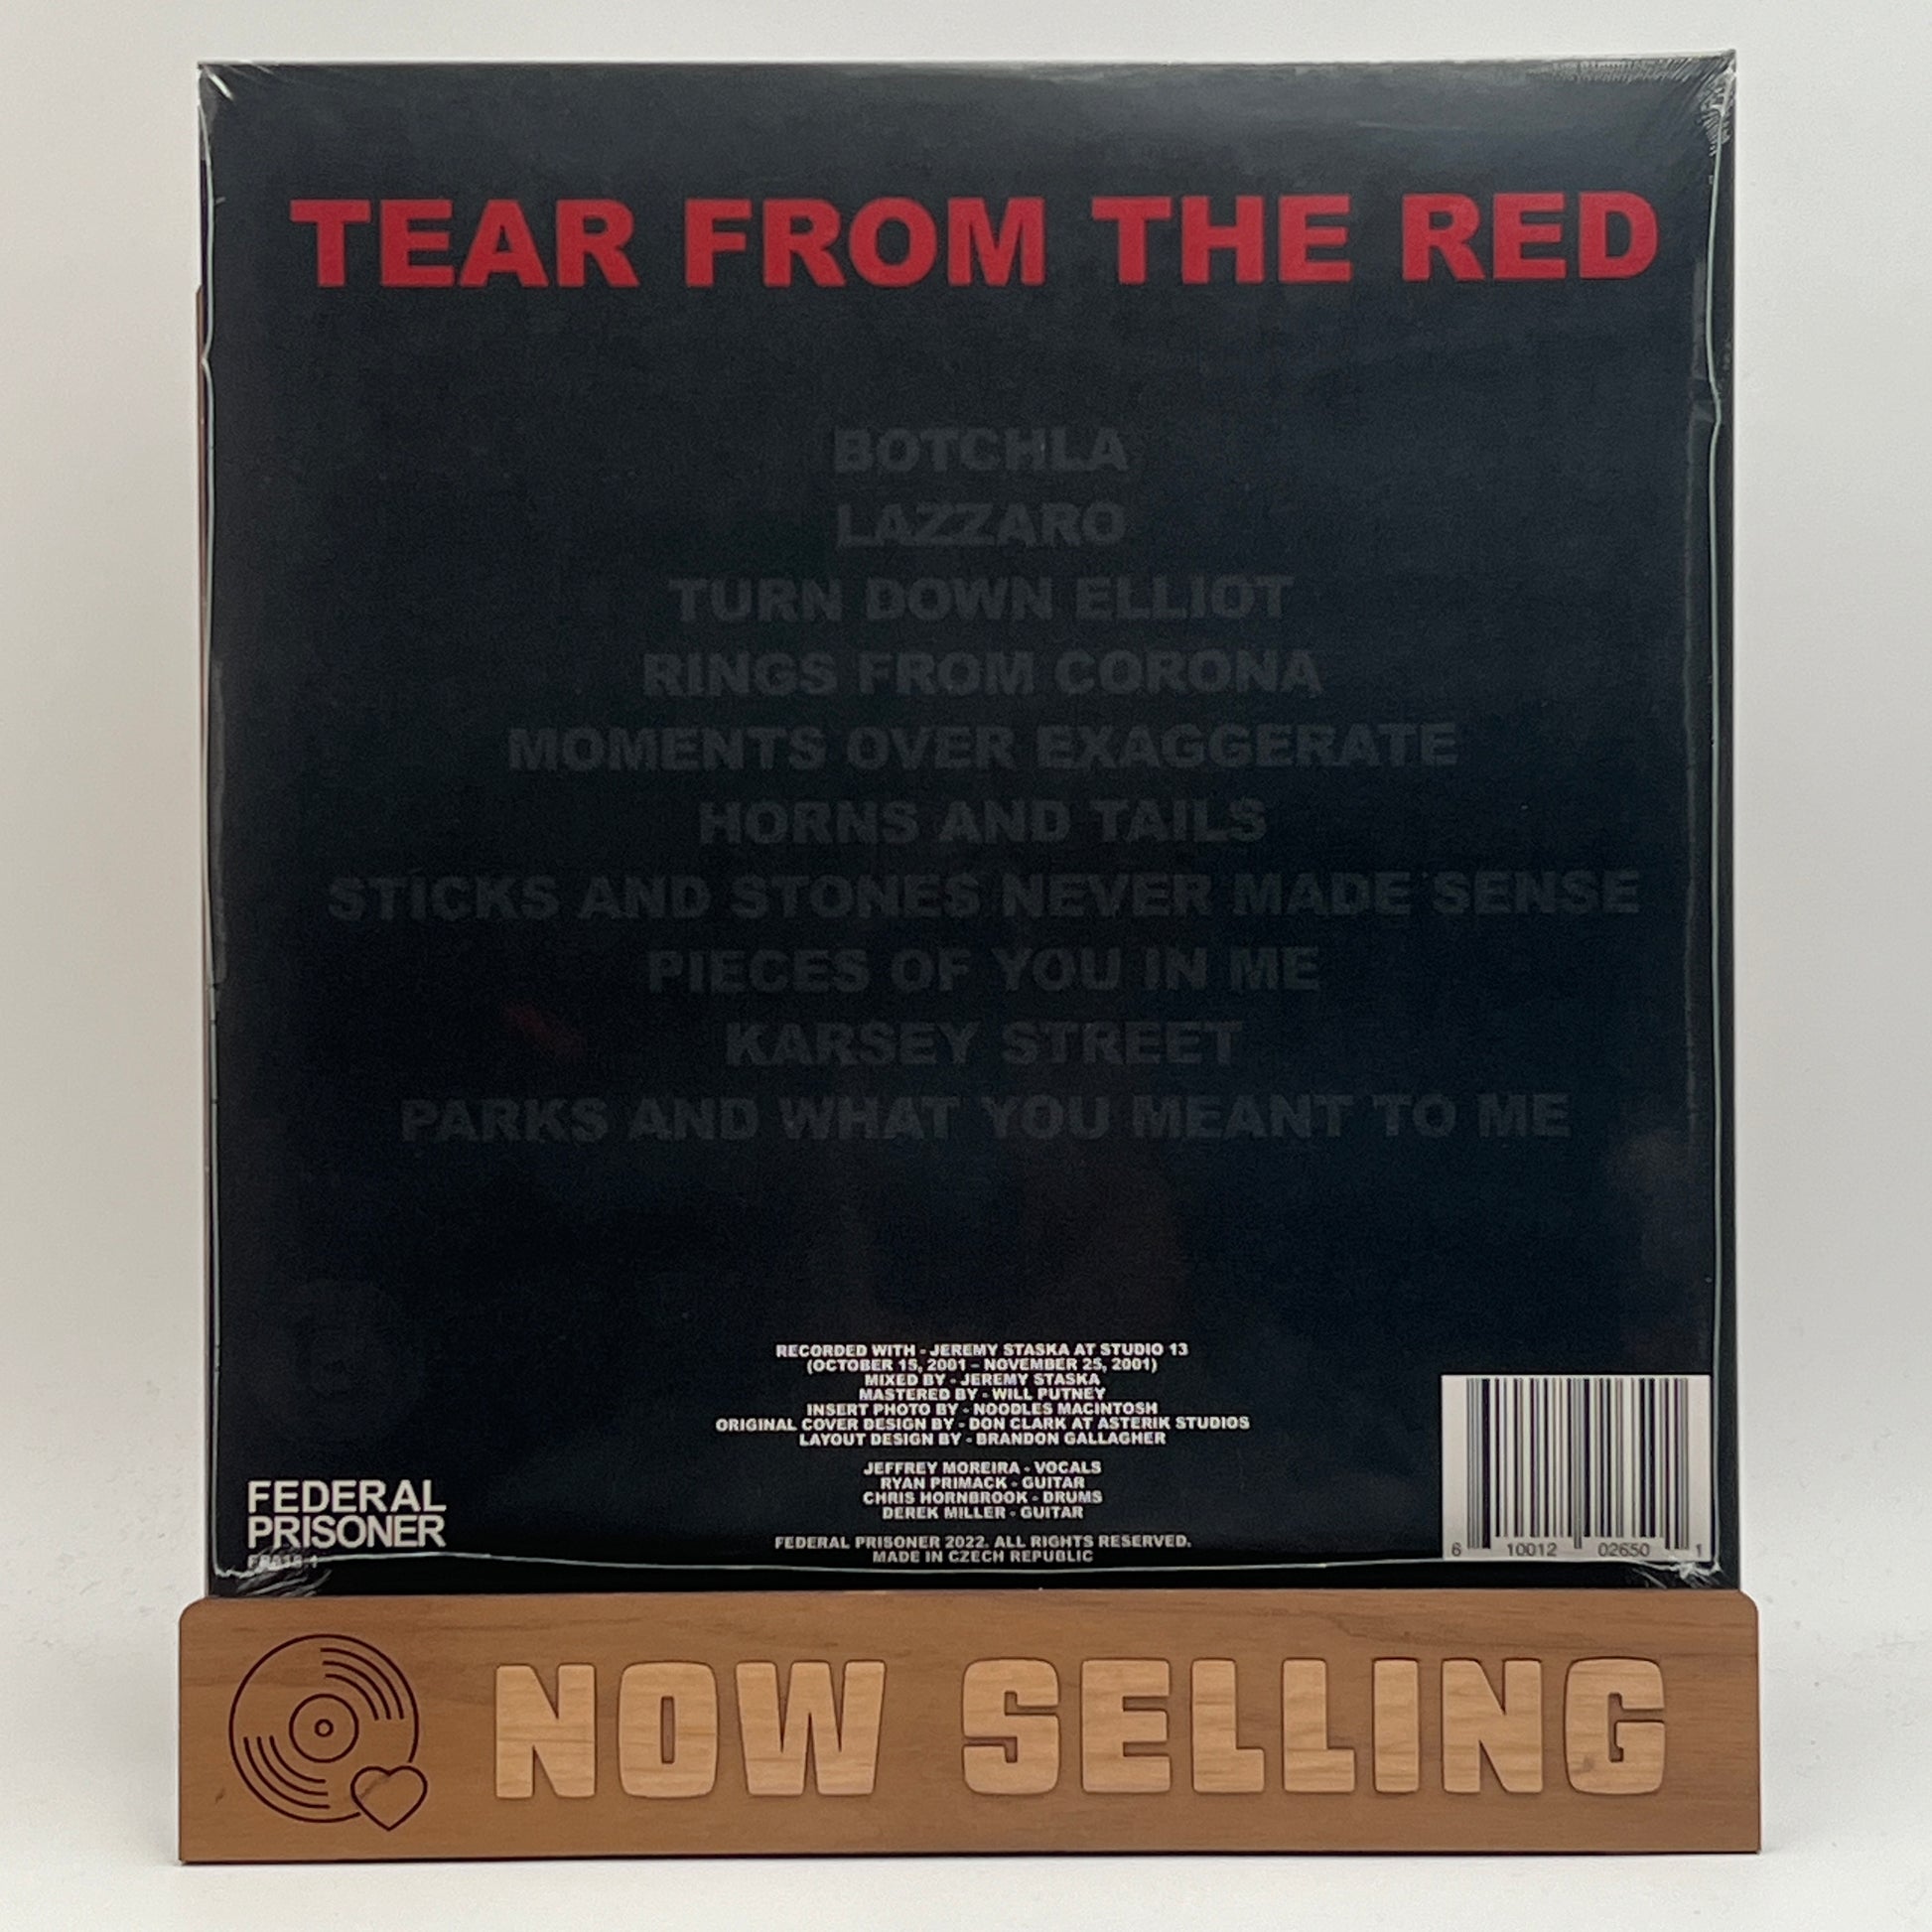 TEAR FROM THE RED
BOTCHLA
LAZZARO
TURN DOWN ELLIOT
RINGS FROM CORONA
MOMENTS OVER EXAGGERATE
HORNS AND TAILS
STICKS AND STONES NEVER MADE SENSE
PIECES OF YOU IN ME
KARSEY STREET
PARKS AND WHAT YOU MEANT TO ME
RECORDED WITH - JEREMY STASKA AT STUDIO 13
(OCTOBER 15, 2001 – NOVEMBER 25, 2001)
MIXED BY - JEREMY STASKA
MASTERED BY - WILL PUTNEY
INSERT PHOTO BY - NOODLES MACINTOSH
ORIGINAL COVER DESIGN BY - DON CLARK AT ASTERIK STUDIOS
LAYOUT DESIGN BY - BRANDON GALLAGHER
JEFFREY MOREIRA - VOCALS
RYAN PRIMACK - GUITAR
CHRIS HORNBROOK - DRUMS
DEREK MILLER - GUITAR
FEDERAL PRISONER 2022. ALL RIGHTS RESERVED.
MADE IN CZECH REPUBLIC
FEDERAL
PRISONER
6 10012 02650 1
NOW SELLING